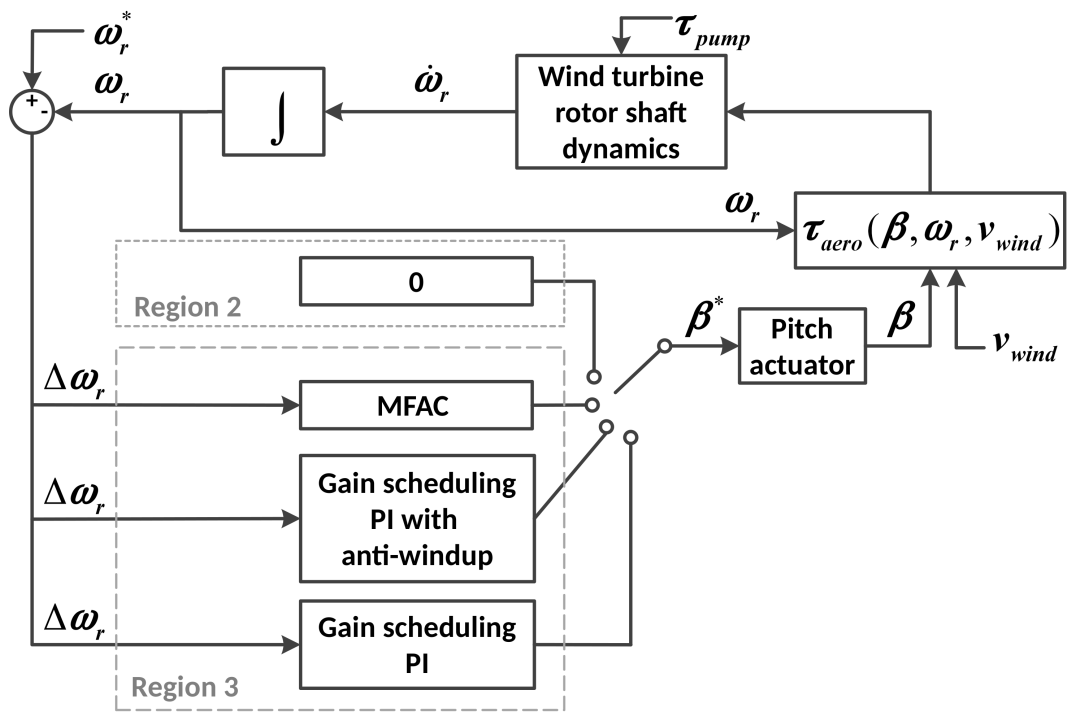 ω_r^*
τ_pump
+
-
ω_r
∫
ω̇_r
Wind turbine
rotor shaft
dynamics
ω_r
τ_aero(β,ω_r,v_wind)
0
Region 2
β^*
Pitch
actuator
β
v_wind
Δω_r
MFAC
Δω_r
Gain scheduling
PI with
anti-windup
Δω_r
Gain scheduling
PI
Region 3